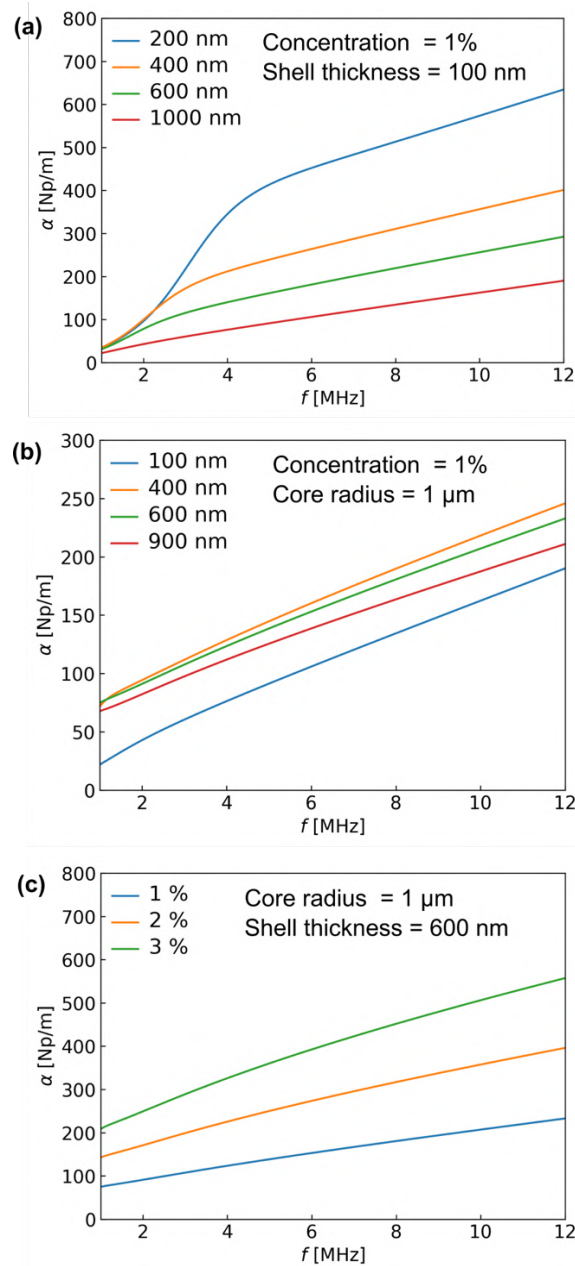 (a)
800
700
600
500
400
300
200
100
0
α [Np/m]
200 nm
400 nm
600 nm
1000 nm
Concentration = 1%
Shell thickness = 100 nm
2 4 6 8 10 12
f [MHz]
(b)
300
250
200
150
100
50
0
α [Np/m]
100 nm
400 nm
600 nm
900 nm
Concentration = 1%
Core radius = 1 μm
2 4 6 8 10 12
f [MHz]
(c)
800
700
600
500
400
300
200
100
0
α [Np/m]
1 %
2 %
3 %
Core radius = 1 μm
Shell thickness = 600 nm
2 4 6 8 10 12
f [MHz]